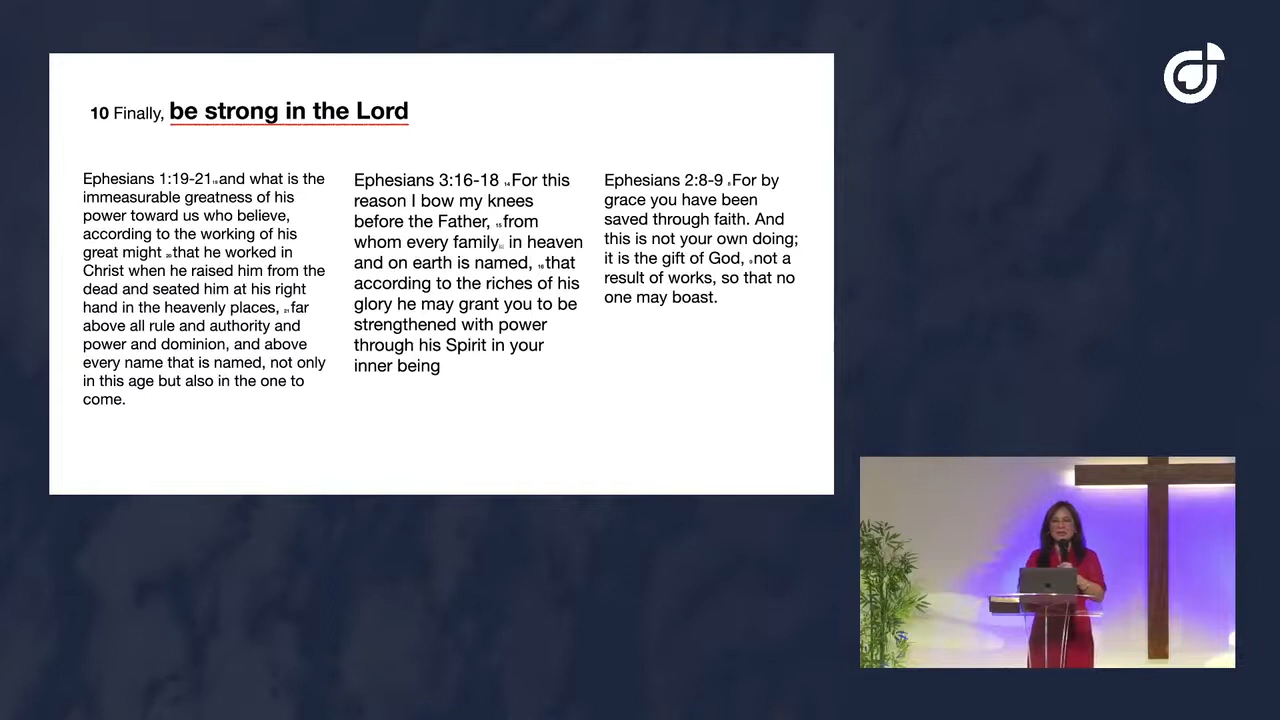 10 Finally, be strong in the Lord
Ephesians 1:19-21 19 and what is the
immeasurable greatness of his
power toward us who believe,
according to the working of his
great might 20 that he worked in
Christ when he raised him from the
dead and seated him at his right
hand in the heavenly places, 21 far
above all rule and authority and
power and dominion, and above
every name that is named, not only
in this age but also in the one to
come.
Ephesians 3:16-18 14 For this
reason I bow my knees
before the Father, 15 from
whom every family in heaven
and on earth is named, 16 that
according to the riches of his
glory he may grant you to be
strengthened with power
through his Spirit in your
inner being
Ephesians 2:8-9 8 For by
grace you have been
saved through faith. And
this is not your own doing;
it is the gift of God, 9 not a
result of works, so that no
one may boast.